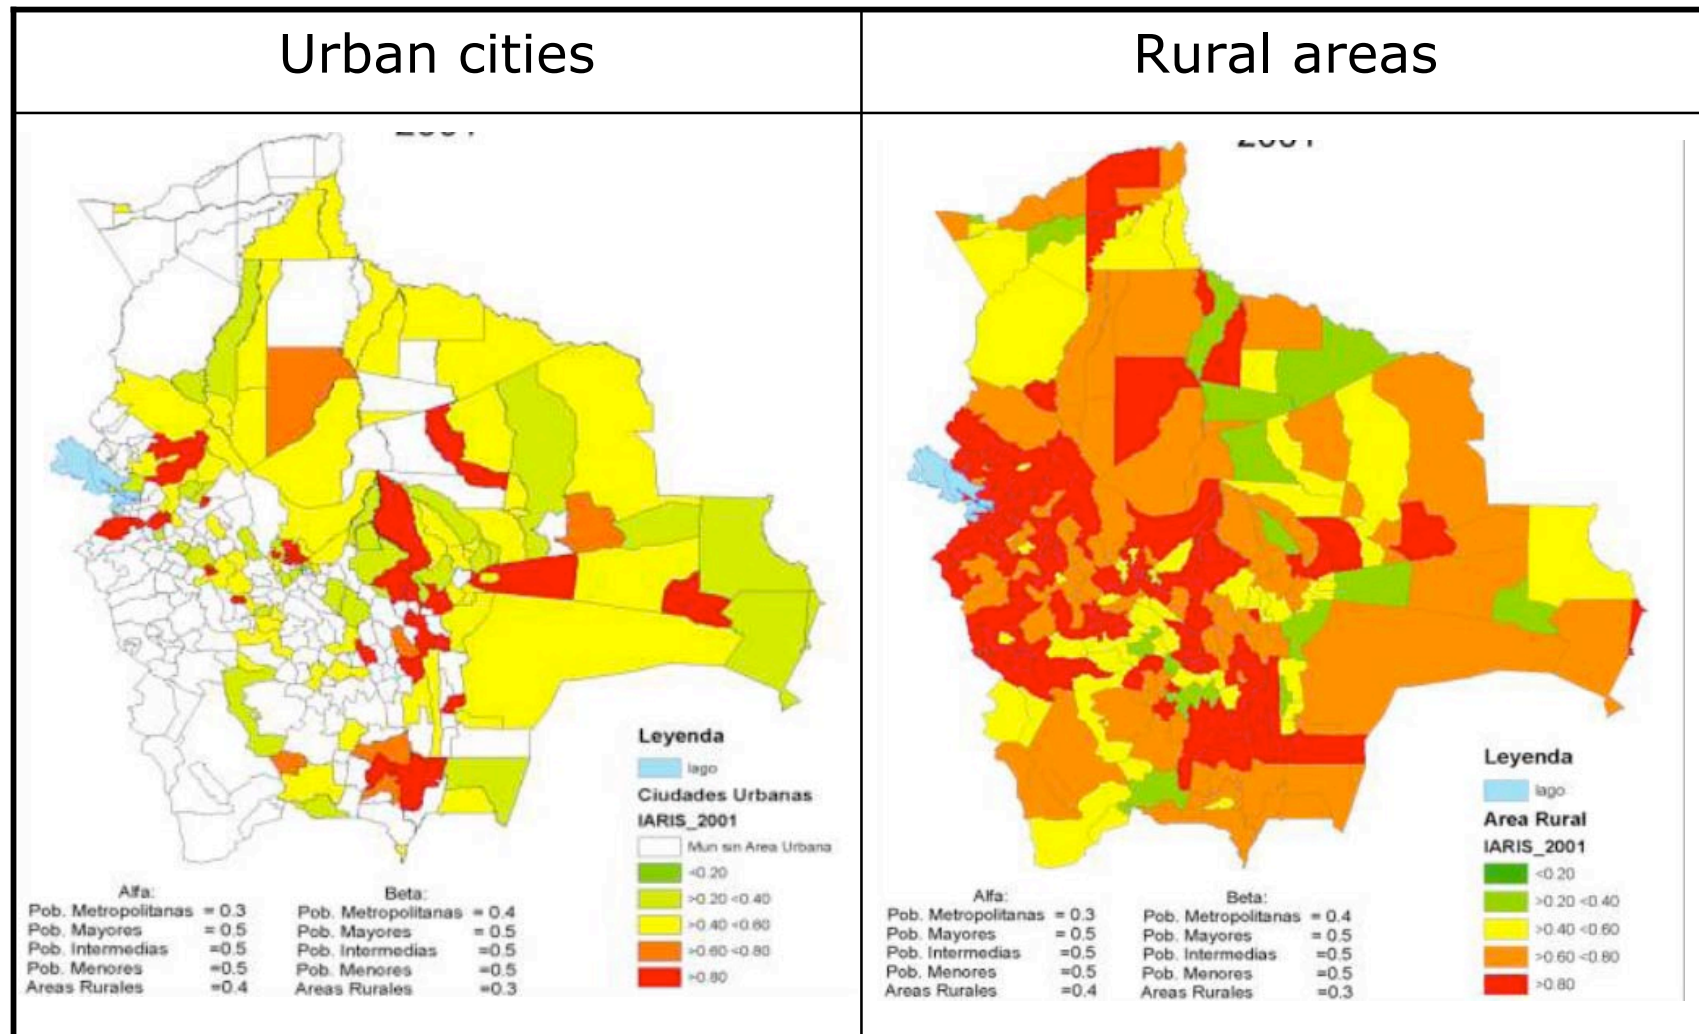 Urban cities
Rural areas
Leyenda
lago
Ciudades Urbanas
IARIS_2001
Mun sin Area Urbana
<0.20
>0.20 <0.40
>0.40 <0.60
>0.60 <0.80
>0.80
Alfa:
Pob. Metropolitanas = 0.3
Pob. Mayores = 0.5
Pob. Intermedias =0.5
Pob. Menores =0.5
Areas Rurales =0.4
Beta:
Pob. Metropolitanas = 0.4
Pob. Mayores = 0.5
Pob. Intermedias =0.5
Pob. Menores =0.5
Areas Rurales =0.3
Leyenda
lago
Area Rural
IARIS_2001
<0.20
>0.20 <0.40
>0.40 <0.60
>0.60 <0.80
>0.80
Alfa:
Pob. Metropolitanas = 0.3
Pob. Mayores = 0.5
Pob. Intermedias =0.5
Pob. Menores =0.5
Areas Rurales =0.4
Beta:
Pob. Metropolitanas = 0.4
Pob. Mayores = 0.5
Pob. Intermedias =0.5
Pob. Menores =0.5
Areas Rurales =0.3